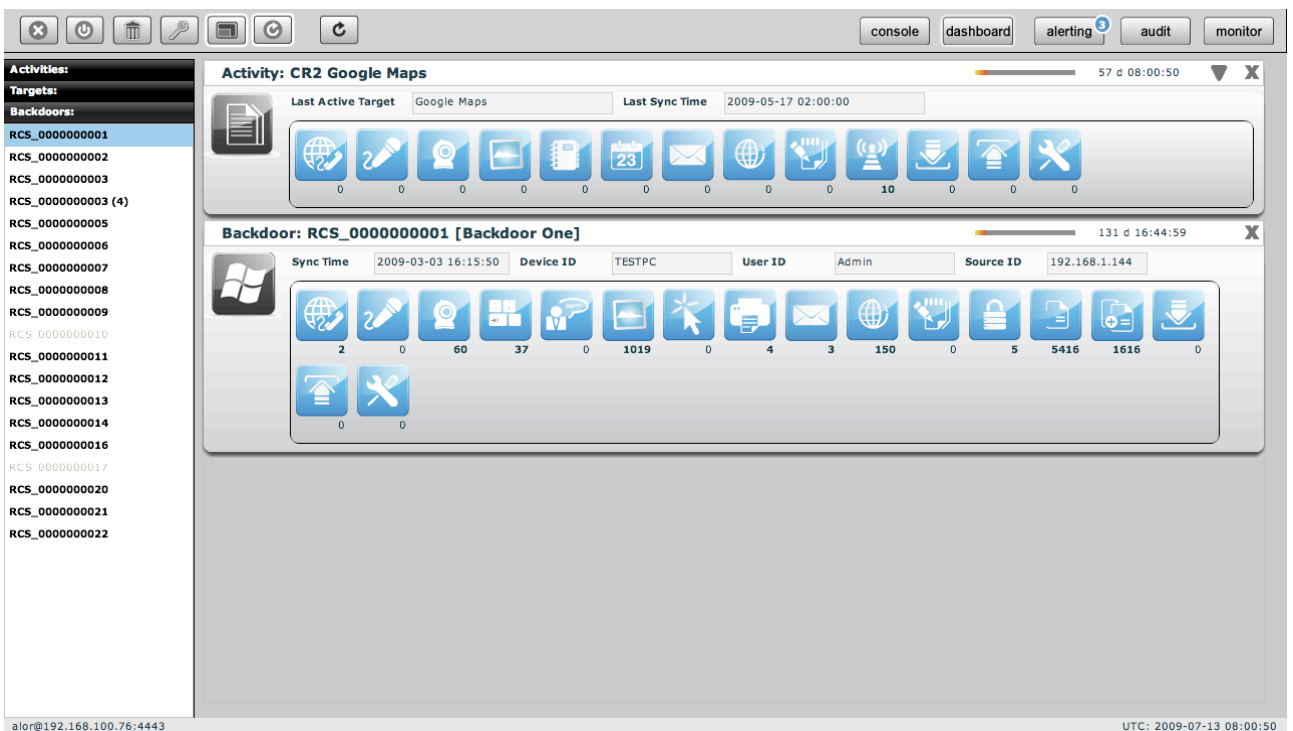 console dashboard alerting 3 audit monitor
Activities:
Targets:
Backdoors:
RCS_0000000001
RCS_0000000002
RCS_0000000003
RCS_0000000003 (4)
RCS_0000000005
RCS_0000000006
RCS_0000000007
RCS_0000000008
RCS_0000000009
RCS 0000000010
RCS_0000000011
RCS_0000000012
RCS_0000000013
RCS_0000000014
RCS_0000000016
RCS 0000000017
RCS_0000000020
RCS_0000000021
RCS_0000000022
Activity: CR2 Google Maps 57 d 08:00:50 X
Last Active Target Google Maps Last Sync Time 2009-05-17 02:00:00
23
0 0 0 0 0 0 0 0 0 10 0 0 0
Backdoor: RCS_0000000001 [Backdoor One] 131 d 16:44:59 X
Sync Time 2009-03-03 16:15:50 Device ID TESTPC User ID Admin Source ID 192.168.1.144
2 0 60 37 0 1019 0 4 3 150 0 5 5416 1616 0
0 0
alor@192.168.100.76:4443 UTC: 2009-07-13 08:00:50